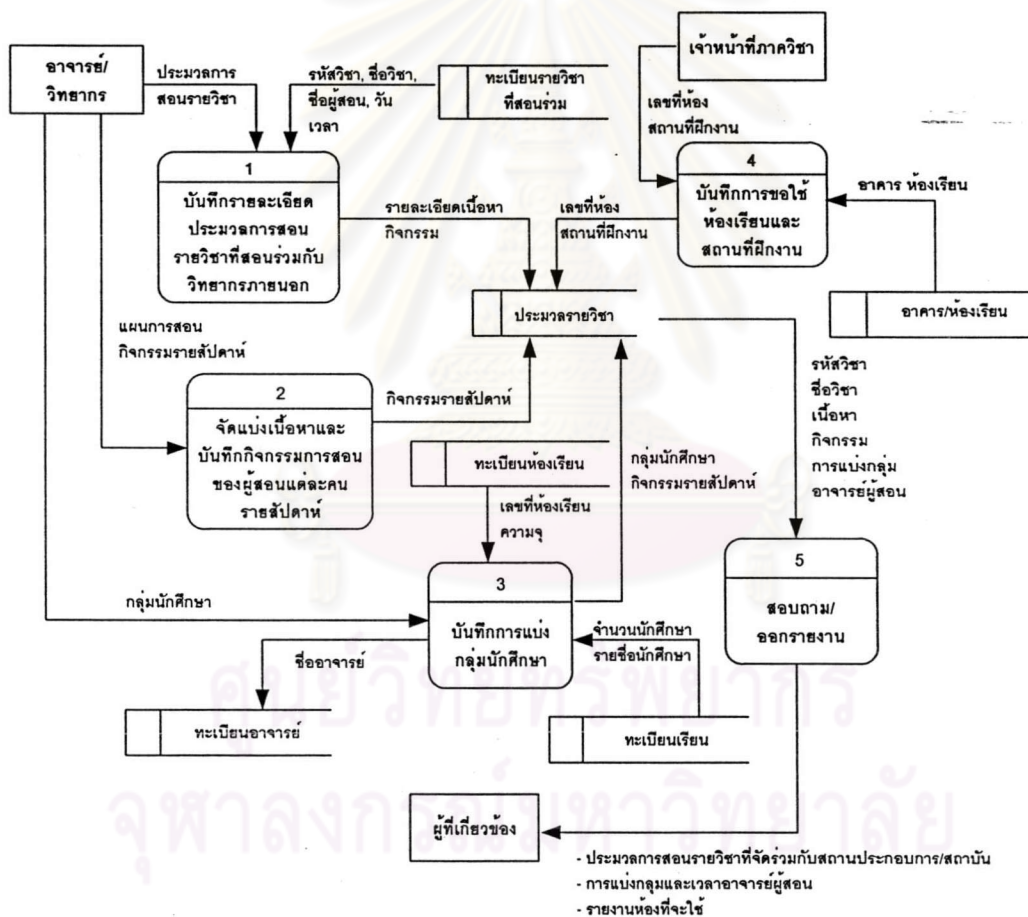 อาจารย์/
วิทยากร
ประมวลการ
สอนรายวิชา
รหัสวิชา, ชื่อวิชา,
ชื่อผู้สอน, วัน
เวลา
ทะเบียนรายวิชา
ที่สอนร่วม
เจ้าหน้าที่ภาควิชา
เลขที่ห้อง
สถานที่ฝึกงาน
1
บันทึกรายละเอียด
ประมวลการสอน
รายวิชาที่สอนร่วมกับ
วิทยากรภายนอก
รายละเอียดเนื้อหา
กิจกรรม
เลขที่ห้อง
สถานที่ฝึกงาน
4
บันทึกการขอใช้
ห้องเรียนและ
สถานที่ฝึกงาน
อาคาร ห้องเรียน
อาคาร/ห้องเรียน
ประมวลรายวิชา
แผนการสอน
กิจกรรมรายสัปดาห์
2
จัดแบ่งเนื้อหาและ
บันทึกกิจกรรมการสอน
ของผู้สอนแต่ละคน
รายสัปดาห์
กิจกรรมรายสัปดาห์
ทะเบียนห้องเรียน
เลขที่ห้องเรียน
ความจุ
กลุ่มนักศึกษา
กิจกรรมรายสัปดาห์
รหัสวิชา
ชื่อวิชา
เนื้อหา
กิจกรรม
การแบ่งกลุ่ม
อาจารย์ผู้สอน
กลุ่มนักศึกษา
3
บันทึกการแบ่ง
กลุ่มนักศึกษา
ชื่ออาจารย์
จำนวนนักศึกษา
รายชื่อนักศึกษา
5
สอบถาม/
ออกรายงาน
ทะเบียนอาจารย์
ทะเบียนเรียน
ศูนย์วิทยทรัพยากร
จุฬาลงกรณ์มหาวิทยาลัย
ผู้ที่เกี่ยวข้อง
- ประมวลการสอนรายวิชาที่จัดร่วมกับสถานประกอบการ/สถาบัน
- การแบ่งกลุ่มและเวลาอาจารย์ผู้สอน
- รายงานห้องที่จะใช้